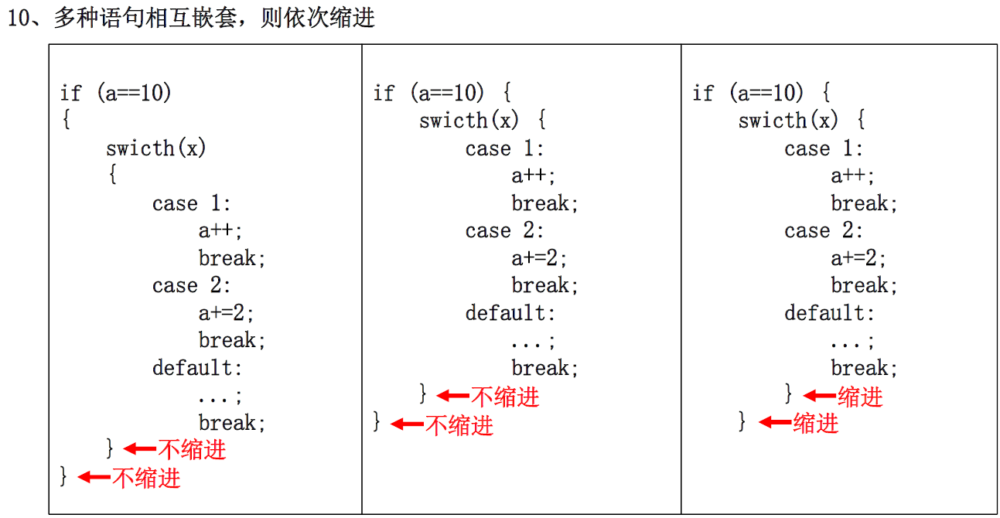 10、多种语句相互嵌套，则依次缩进
if (a==10)
{
    swicth(x)
    {
        case 1:
            a++;
            break;
        case 2:
            a+=2;
            break;
        default:
            ...;
            break;
    } 不缩进
} 不缩进
if (a==10) {
    swicth(x) {
        case 1:
            a++;
            break;
        case 2:
            a+=2;
            break;
        default:
            ...;
            break;
    } 不缩进
} 不缩进
if (a==10) {
    swicth(x) {
        case 1:
            a++;
            break;
        case 2:
            a+=2;
            break;
        default:
            ...;
            break;
        } 缩进
    } 缩进